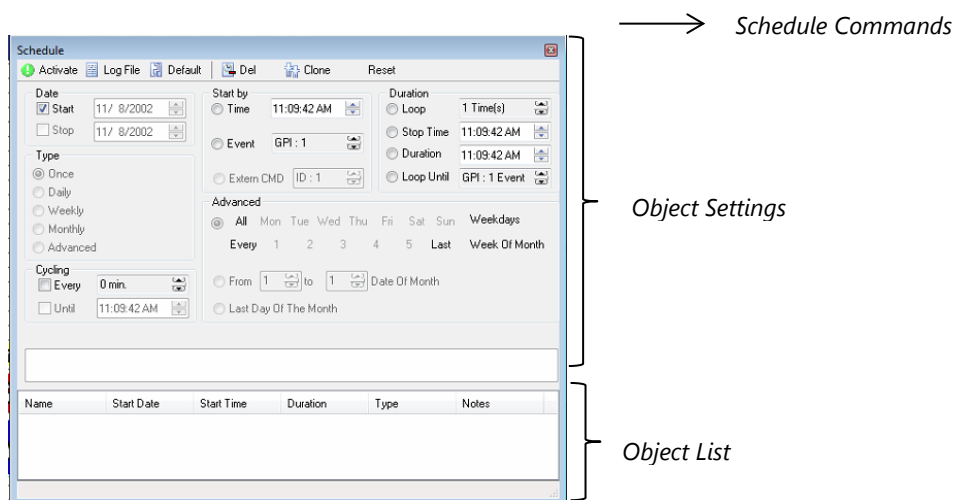 Schedule Commands
Schedule
Activate Log File Default Del Clone Reset
Date
Start 11/ 8/2002
Stop 11/ 8/2002
Type
Once
Daily
Weekly
Monthly
Advanced
Cycling
Every 0 min.
Until 11:09:42 AM
Start by
Time 11:09:42 AM
Event GPI : 1
Extern CMD ID : 1
Duration
Loop 1 Time(s)
Stop Time 11:09:42 AM
Duration 11:09:42 AM
Loop Until GPI : 1 Event
Advanced
All Mon Tue Wed Thu Fri Sat Sun Weekdays
Every 1 2 3 4 5 Last Week Of Month
From 1 to 1 Date Of Month
Last Day Of The Month
Object Settings
Name Start Date Start Time Duration Type Notes
Object List